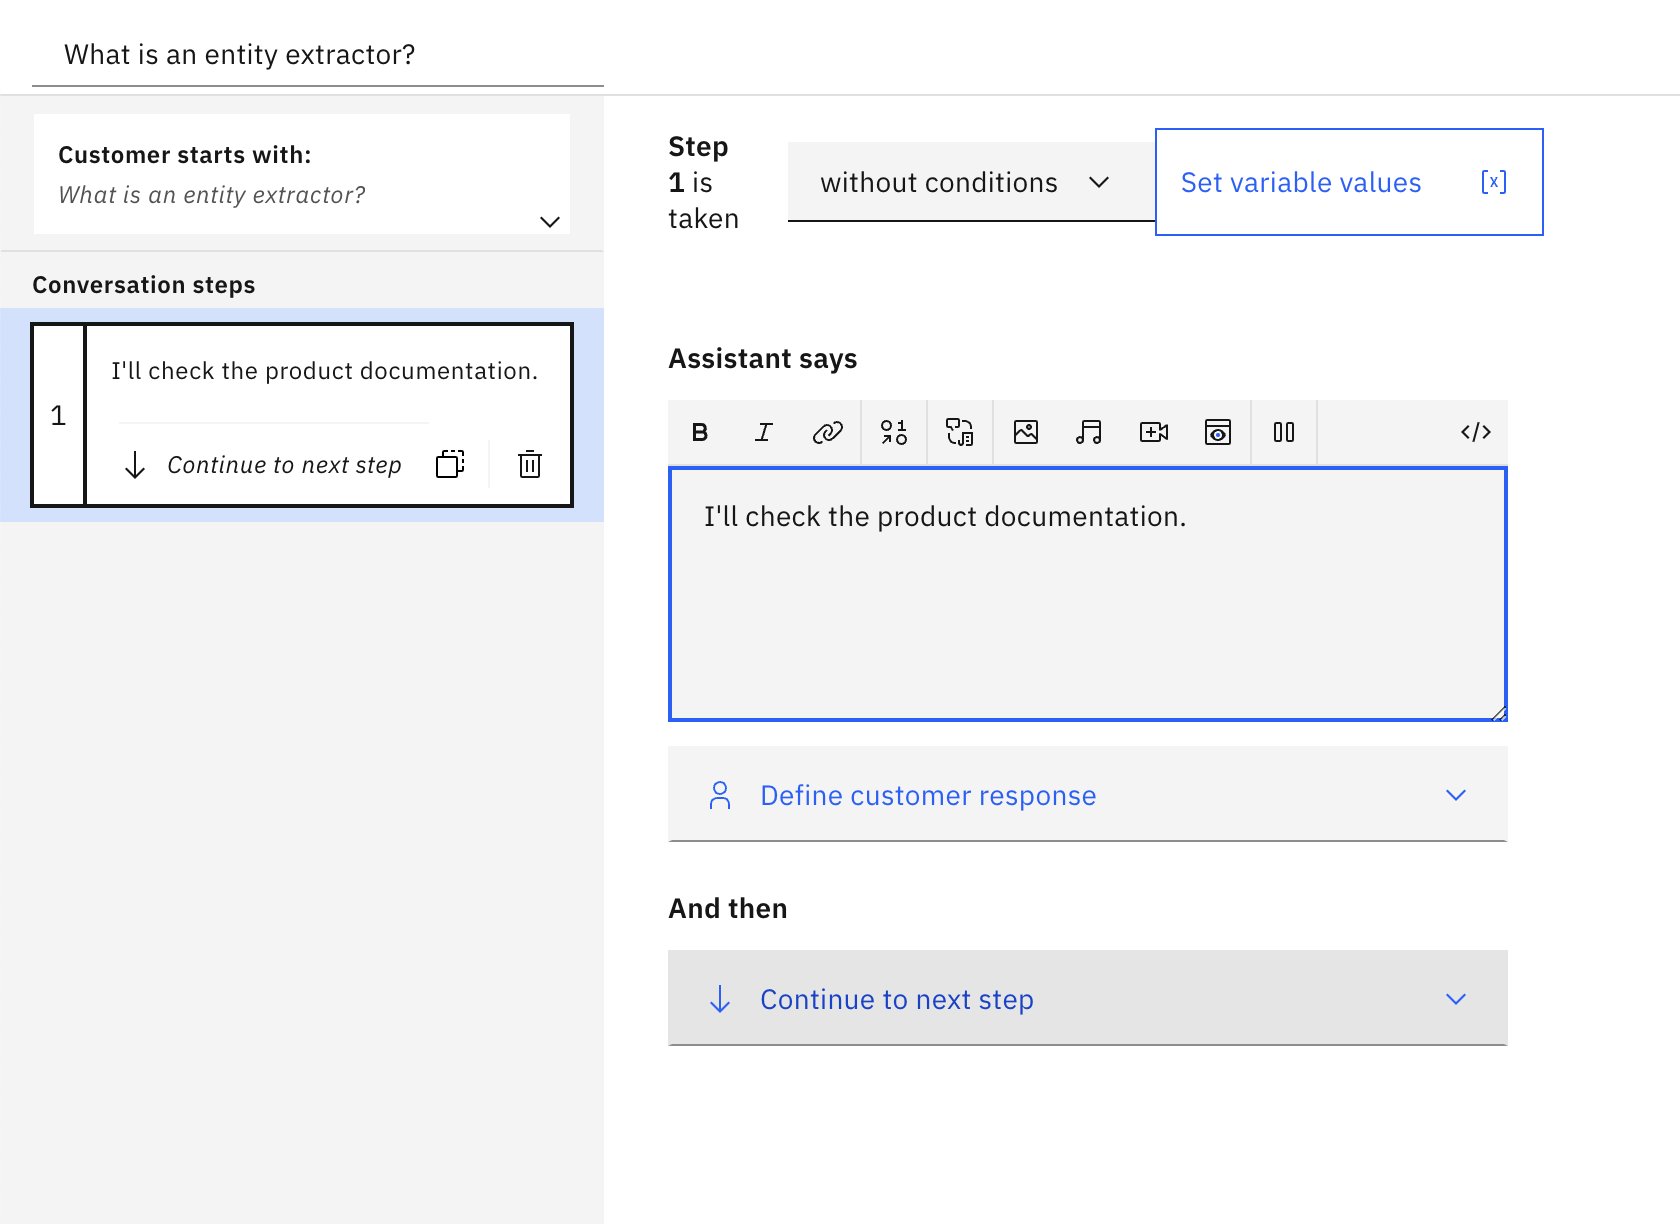 What is an entity extractor?
Customer starts with:
What is an entity extractor?
Conversation steps
1
I'll check the product documentation.
Continue to next step
Step
1 is
taken
without conditions
Set variable values
[x]
Assistant says
B I </>
I'll check the product documentation.
Define customer response
And then
Continue to next step